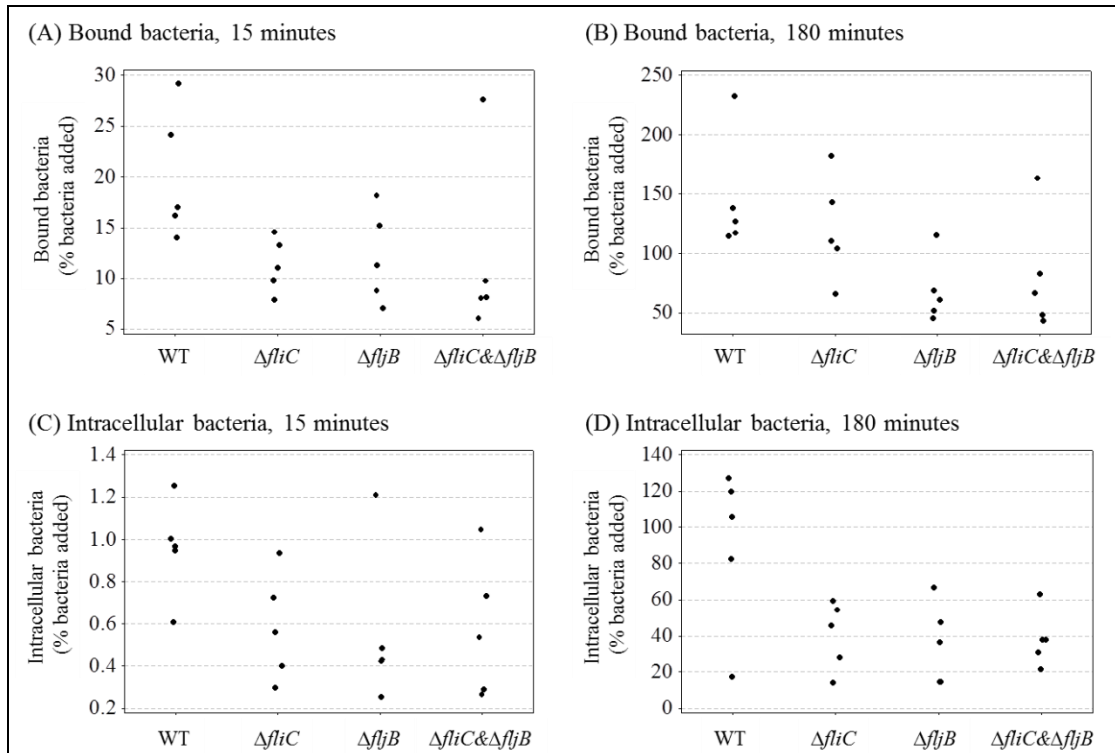 (A) Bound bacteria, 15 minutes
Bound bacteria
(% bacteria added)
30
25
20
15
10
5
WT
ΔfliC
ΔfljB
ΔfliC&ΔfljB
(B) Bound bacteria, 180 minutes
Bound bacteria
(% bacteria added)
250
200
150
100
50
WT
ΔfliC
ΔfljB
ΔfliC&ΔfljB
(C) Intracellular bacteria, 15 minutes
Intracellular bacteria
(% bacteria added)
1.4
1.2
1.0
0.8
0.6
0.4
0.2
WT
ΔfliC
ΔfljB
ΔfliC&ΔfljB
(D) Intracellular bacteria, 180 minutes
Intracellular bacteria
(% bacteria added)
140
120
100
80
60
40
20
0
WT
ΔfliC
ΔfljB
ΔfliC&ΔfljB